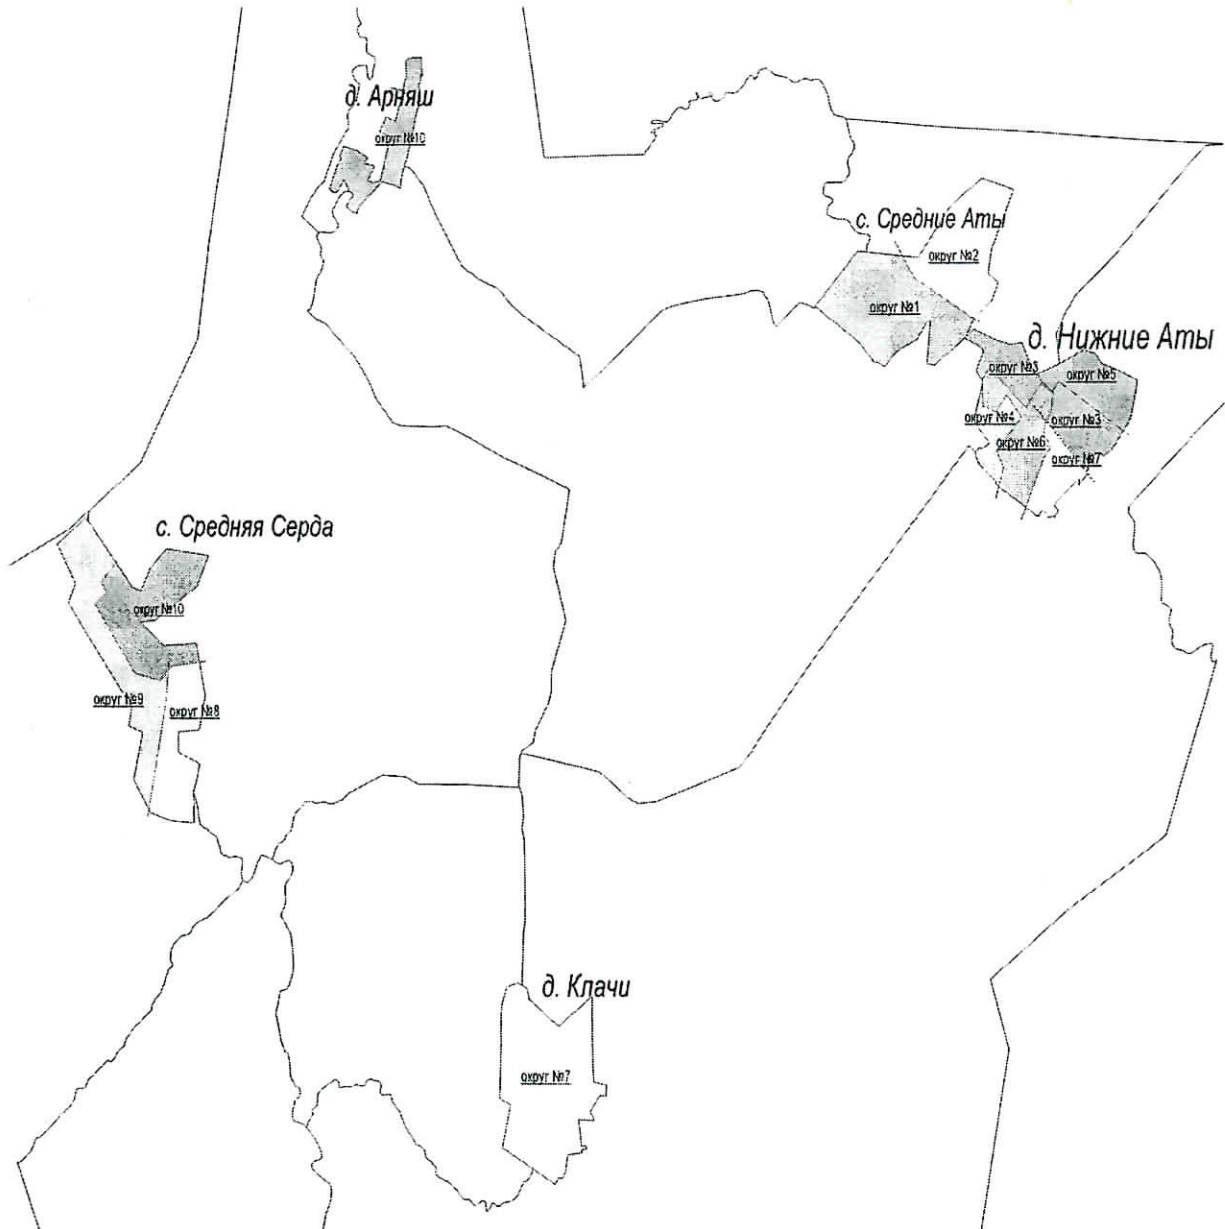 д. Арняш
округ №10
с. Средние Аты
округ №2
округ №1
д. Нижние Аты
округ №3
округ №5
округ №4
округ №3
округ №6
округ №7
с. Средняя Серда
округ №10
округ №9
округ №8
д. Клачи
округ №7